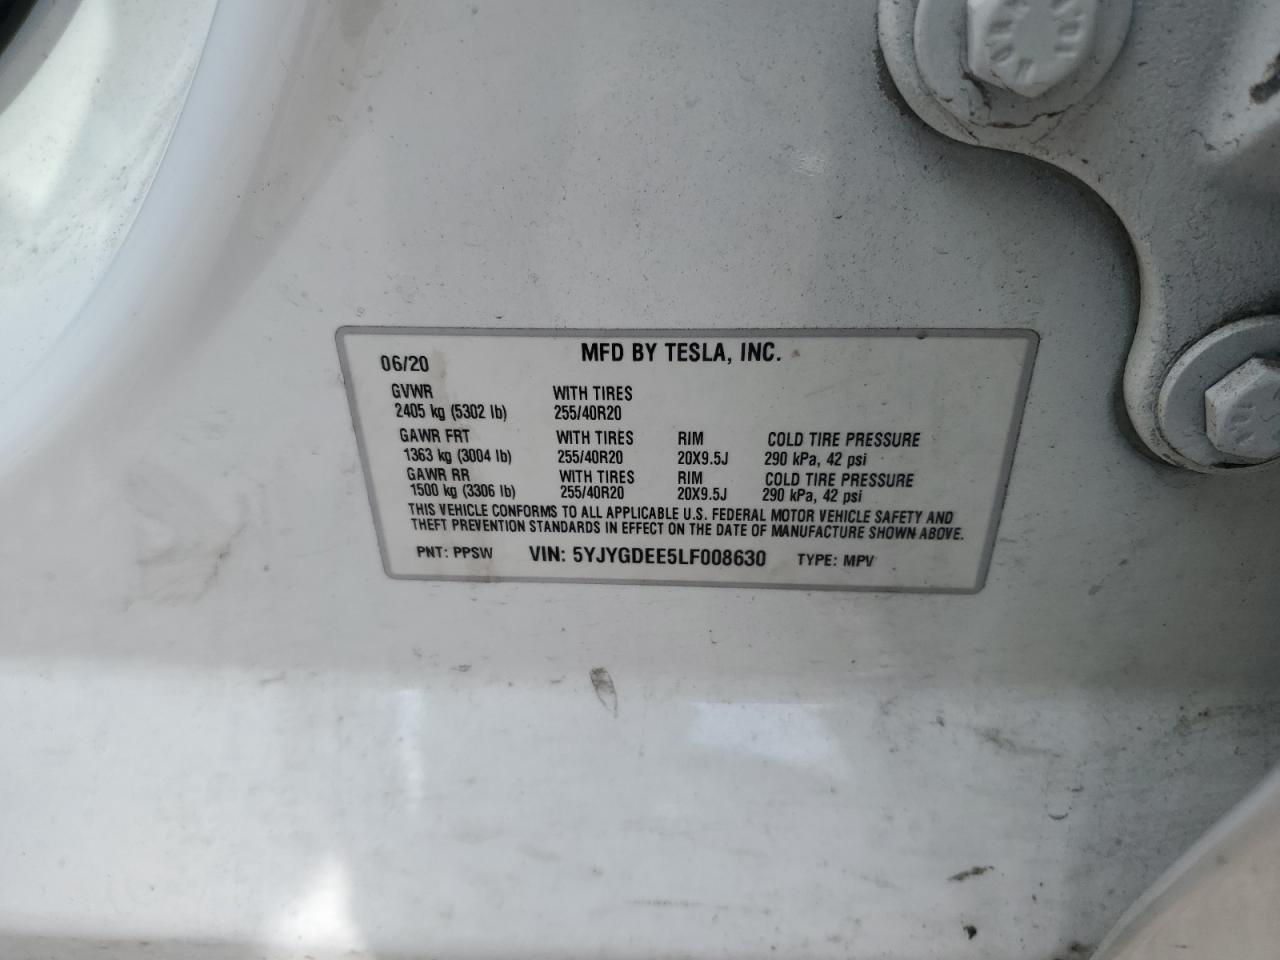 06/20 MFD BY TESLA, INC.
GVWR WITH TIRES
2405 kg (5302 lb) 255/40R20
GAWR FRT WITH TIRES RIM COLD TIRE PRESSURE
1363 kg (3004 lb) 255/40R20 20X9.5J 290 kPa, 42 psi
GAWR RR WITH TIRES RIM COLD TIRE PRESSURE
1500 kg (3306 lb) 255/40R20 20X9.5J 290 kPa, 42 psi
THIS VEHICLE CONFORMS TO ALL APPLICABLE U.S. FEDERAL MOTOR VEHICLE SAFETY AND
THEFT PREVENTION STANDARDS IN EFFECT ON THE DATE OF MANUFACTURE SHOWN ABOVE.
PNT: PPSW VIN: 5YJYGDEE5LF008630 TYPE: MPV